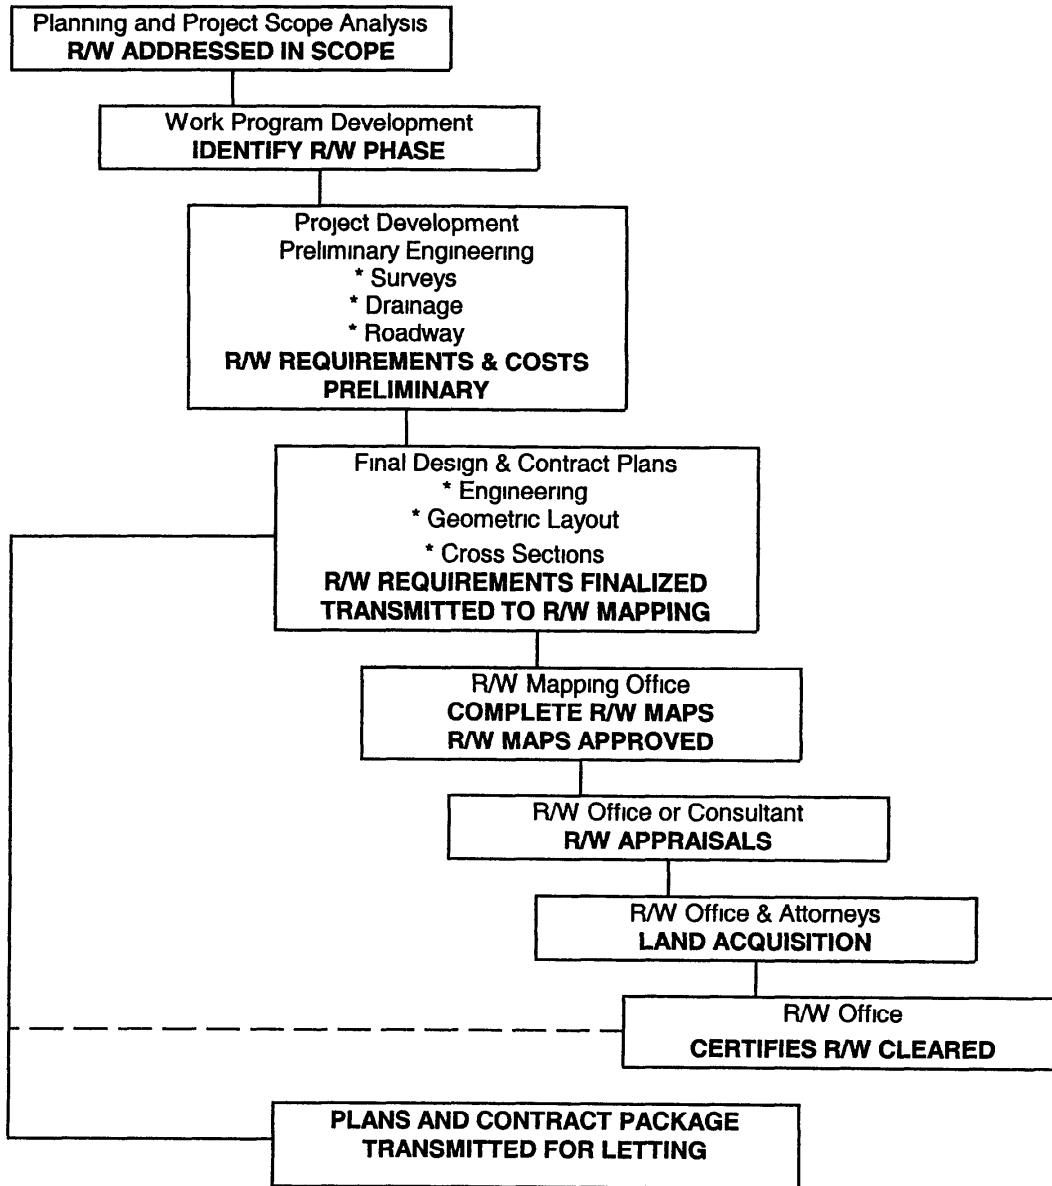 Planning and Project Scope Analysis
R/W ADDRESSED IN SCOPE
Work Program Development
IDENTIFY R/W PHASE
Project Development
Preliminary Engineering
* Surveys
* Drainage
* Roadway
R/W REQUIREMENTS & COSTS
PRELIMINARY
Final Design & Contract Plans
* Engineering
* Geometric Layout
* Cross Sections
R/W REQUIREMENTS FINALIZED
TRANSMITTED TO R/W MAPPING
R/W Mapping Office
COMPLETE R/W MAPS
R/W MAPS APPROVED
R/W Office or Consultant
R/W APPRAISALS
R/W Office & Attorneys
LAND ACQUISITION
R/W Office
CERTIFIES R/W CLEARED
PLANS AND CONTRACT PACKAGE
TRANSMITTED FOR LETTING